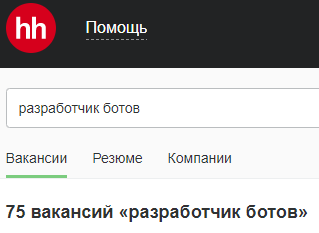 hh
Помощь
разработчик ботов
Вакансии Резюме Компании
75 вакансий «разработчик ботов»